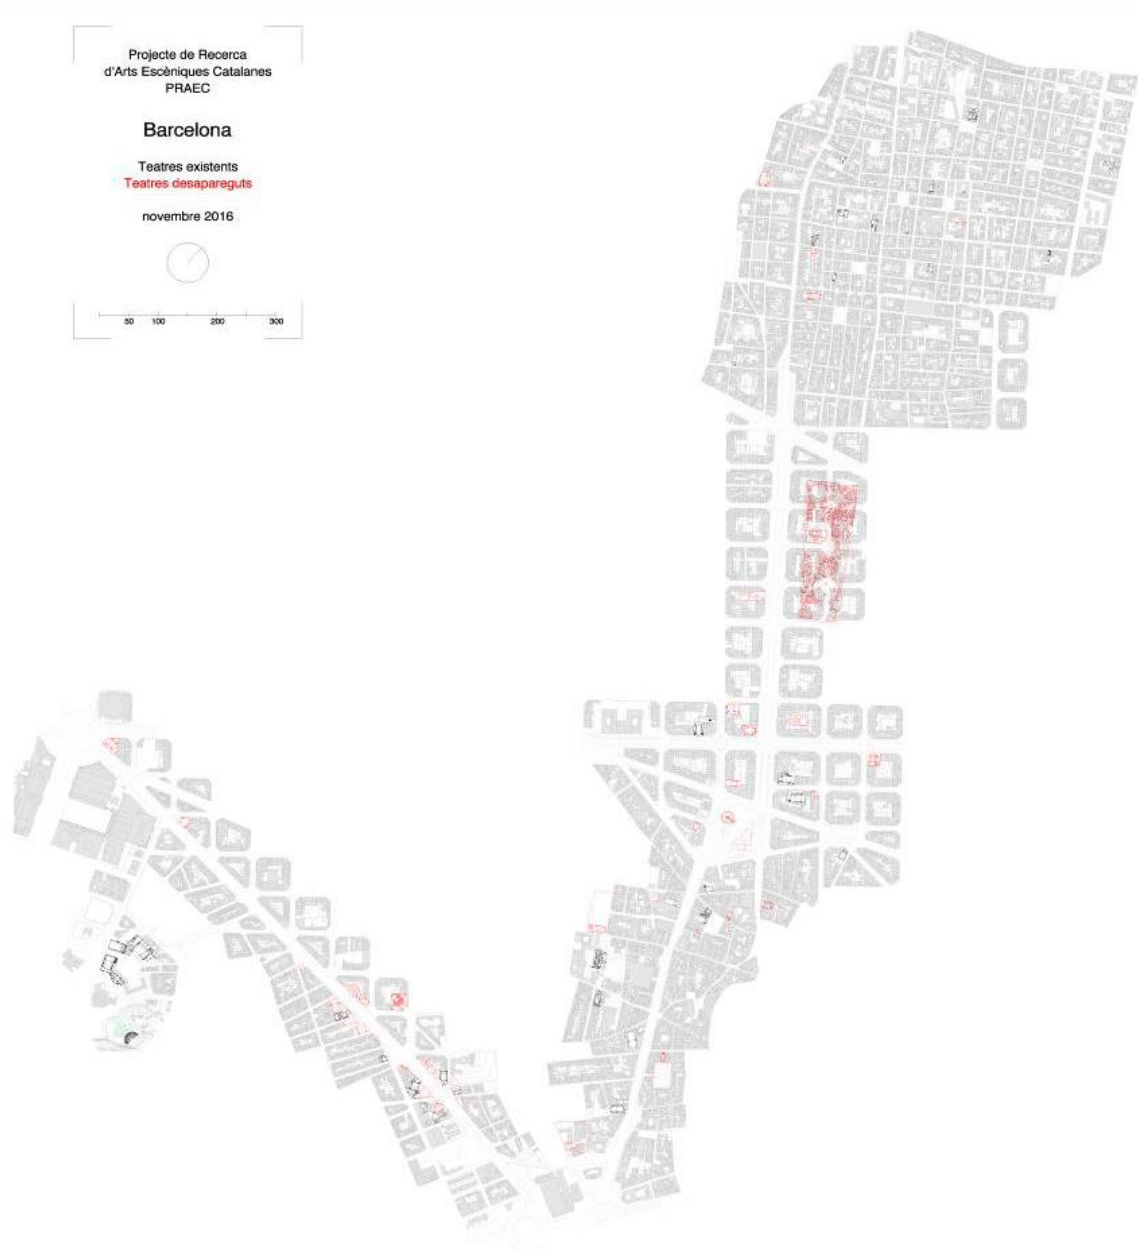 Projecte de Recerca
d'Arts Escèniques Catalanes
PRAEC
Barcelona
Teatres existents
Teatres desapareguts
novembre 2016
50 100 200 300